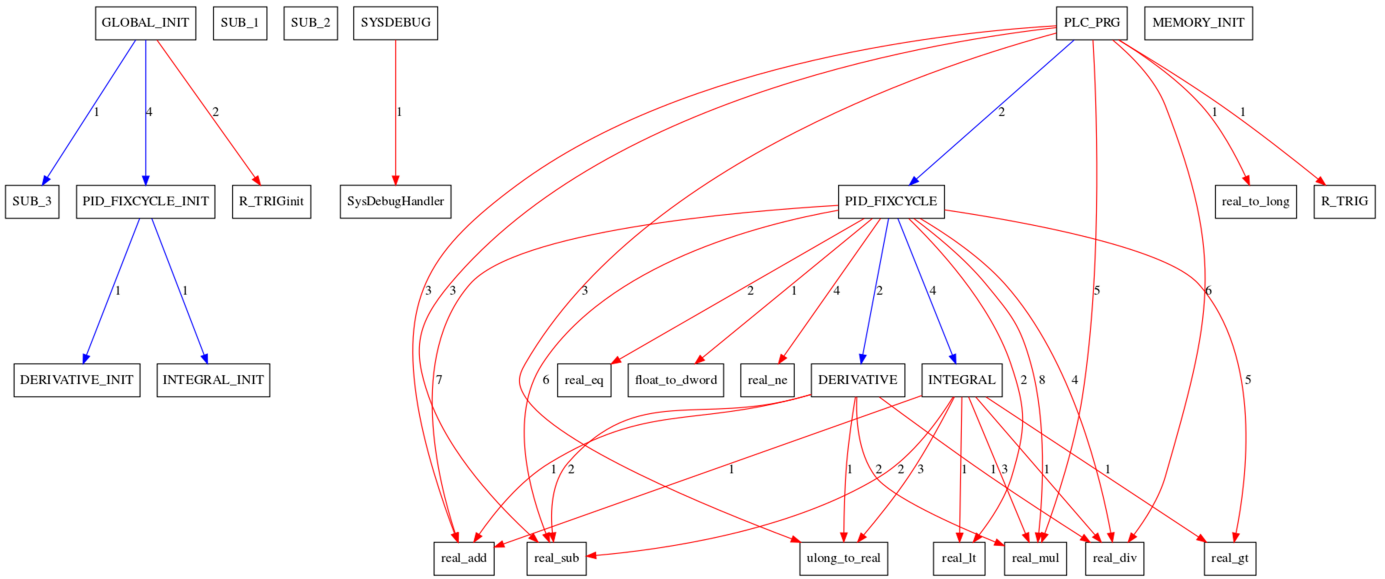 GLOBAL_INIT SUB_1 SUB_2 SYSDEBUG PLC_PRG MEMORY_INIT
1 4 2 1 2 1 1
SUB_3 PID_FIXCYCLE_INIT R_TRIGinit SysDebugHandler PID_FIXCYCLE real_to_long R_TRIG
1 1 3 3 3 2 1 4 2 4 5 6
DERIVATIVE_INIT INTEGRAL_INIT real_eq float_to_dword real_ne DERIVATIVE INTEGRAL
7 6 2 8 4 5
1 2 1 1 2 2 3 1 3 1 1 1
real_add real_sub ulong_to_real real_lt real_mul real_div real_gt